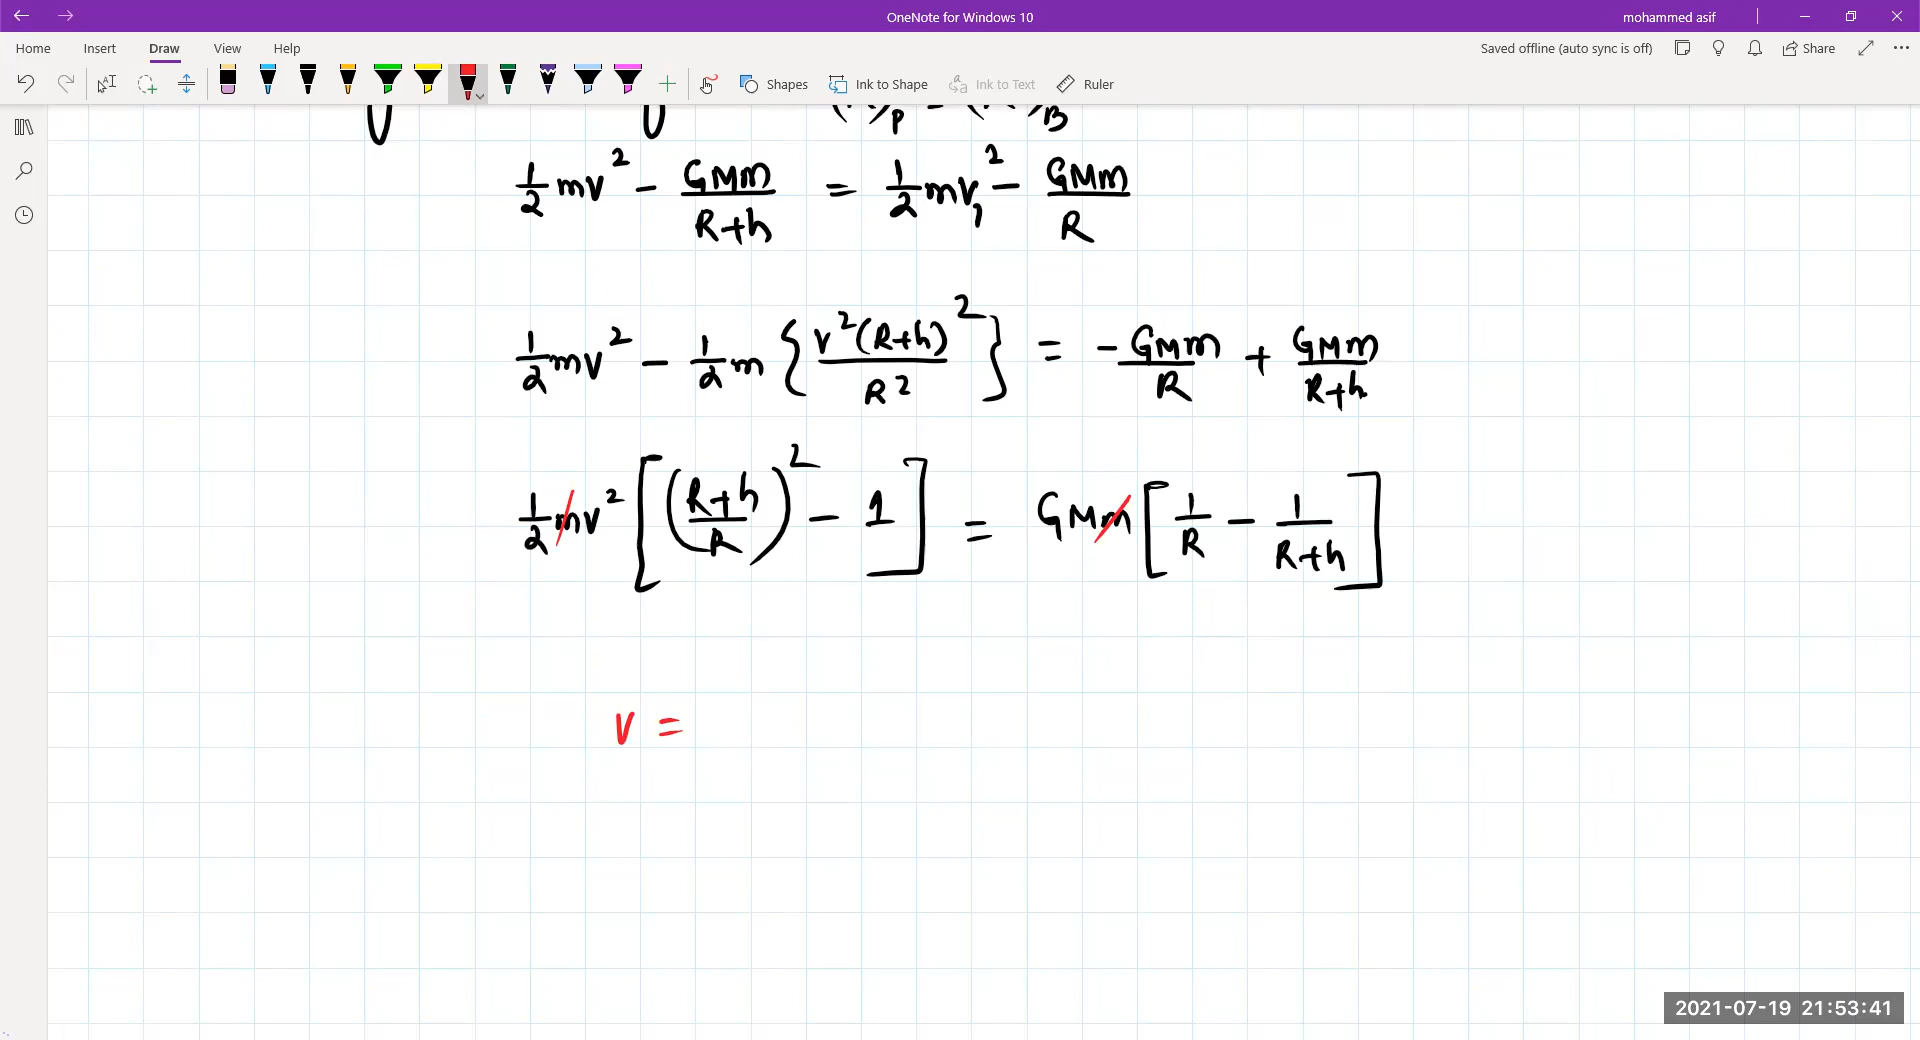 OneNote for Windows 10
mohammed asif
Home Insert Draw View Help
Saved offline (auto sync is off) Share
Shapes Ink to Shape Ink to Text Ruler
1/2 mv² - GMm/(R+h) = 1/2 mv₁² - GMm/R
1/2 mv² - 1/2 m {v²(R+h)²/R²} = - GMm/R + GMm/(R+h)
1/2 mv² [((R+h)/R)² - 1] = GMm [1/R - 1/(R+h)]
v =
2021-07-19 21:53:41